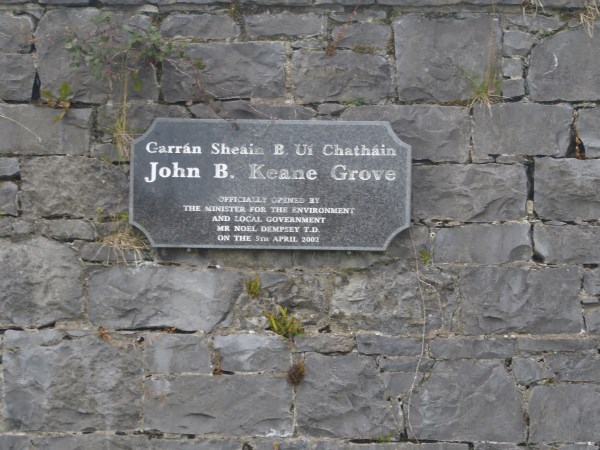 Garrán Sheáin B. Uí Chatháin
John B. Keane Grove
OFFICIALLY OPENED BY
THE MINISTER FOR THE ENVIRONMENT
AND LOCAL GOVERNMENT
MR NOEL DEMPSEY T.D.
ON THE 5TH APRIL 2002